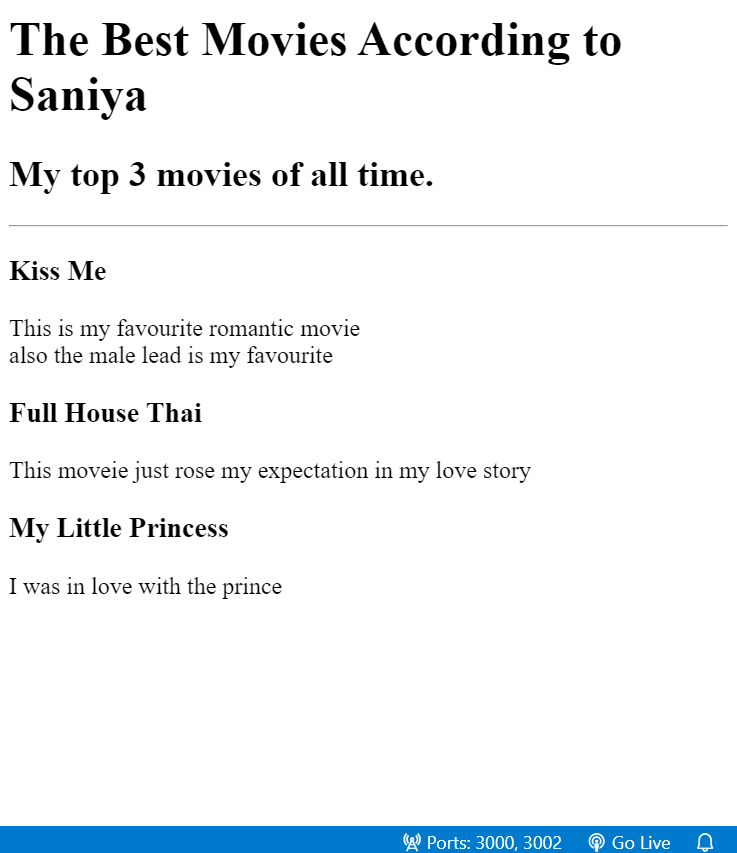 The Best Movies According to
Saniya
My top 3 movies of all time.
Kiss Me
This is my favourite romantic movie
also the male lead is my favourite
Full House Thai
This moveie just rose my expectation in my love story
My Little Princess
I was in love with the prince
Ports: 3000, 3002 Go Live